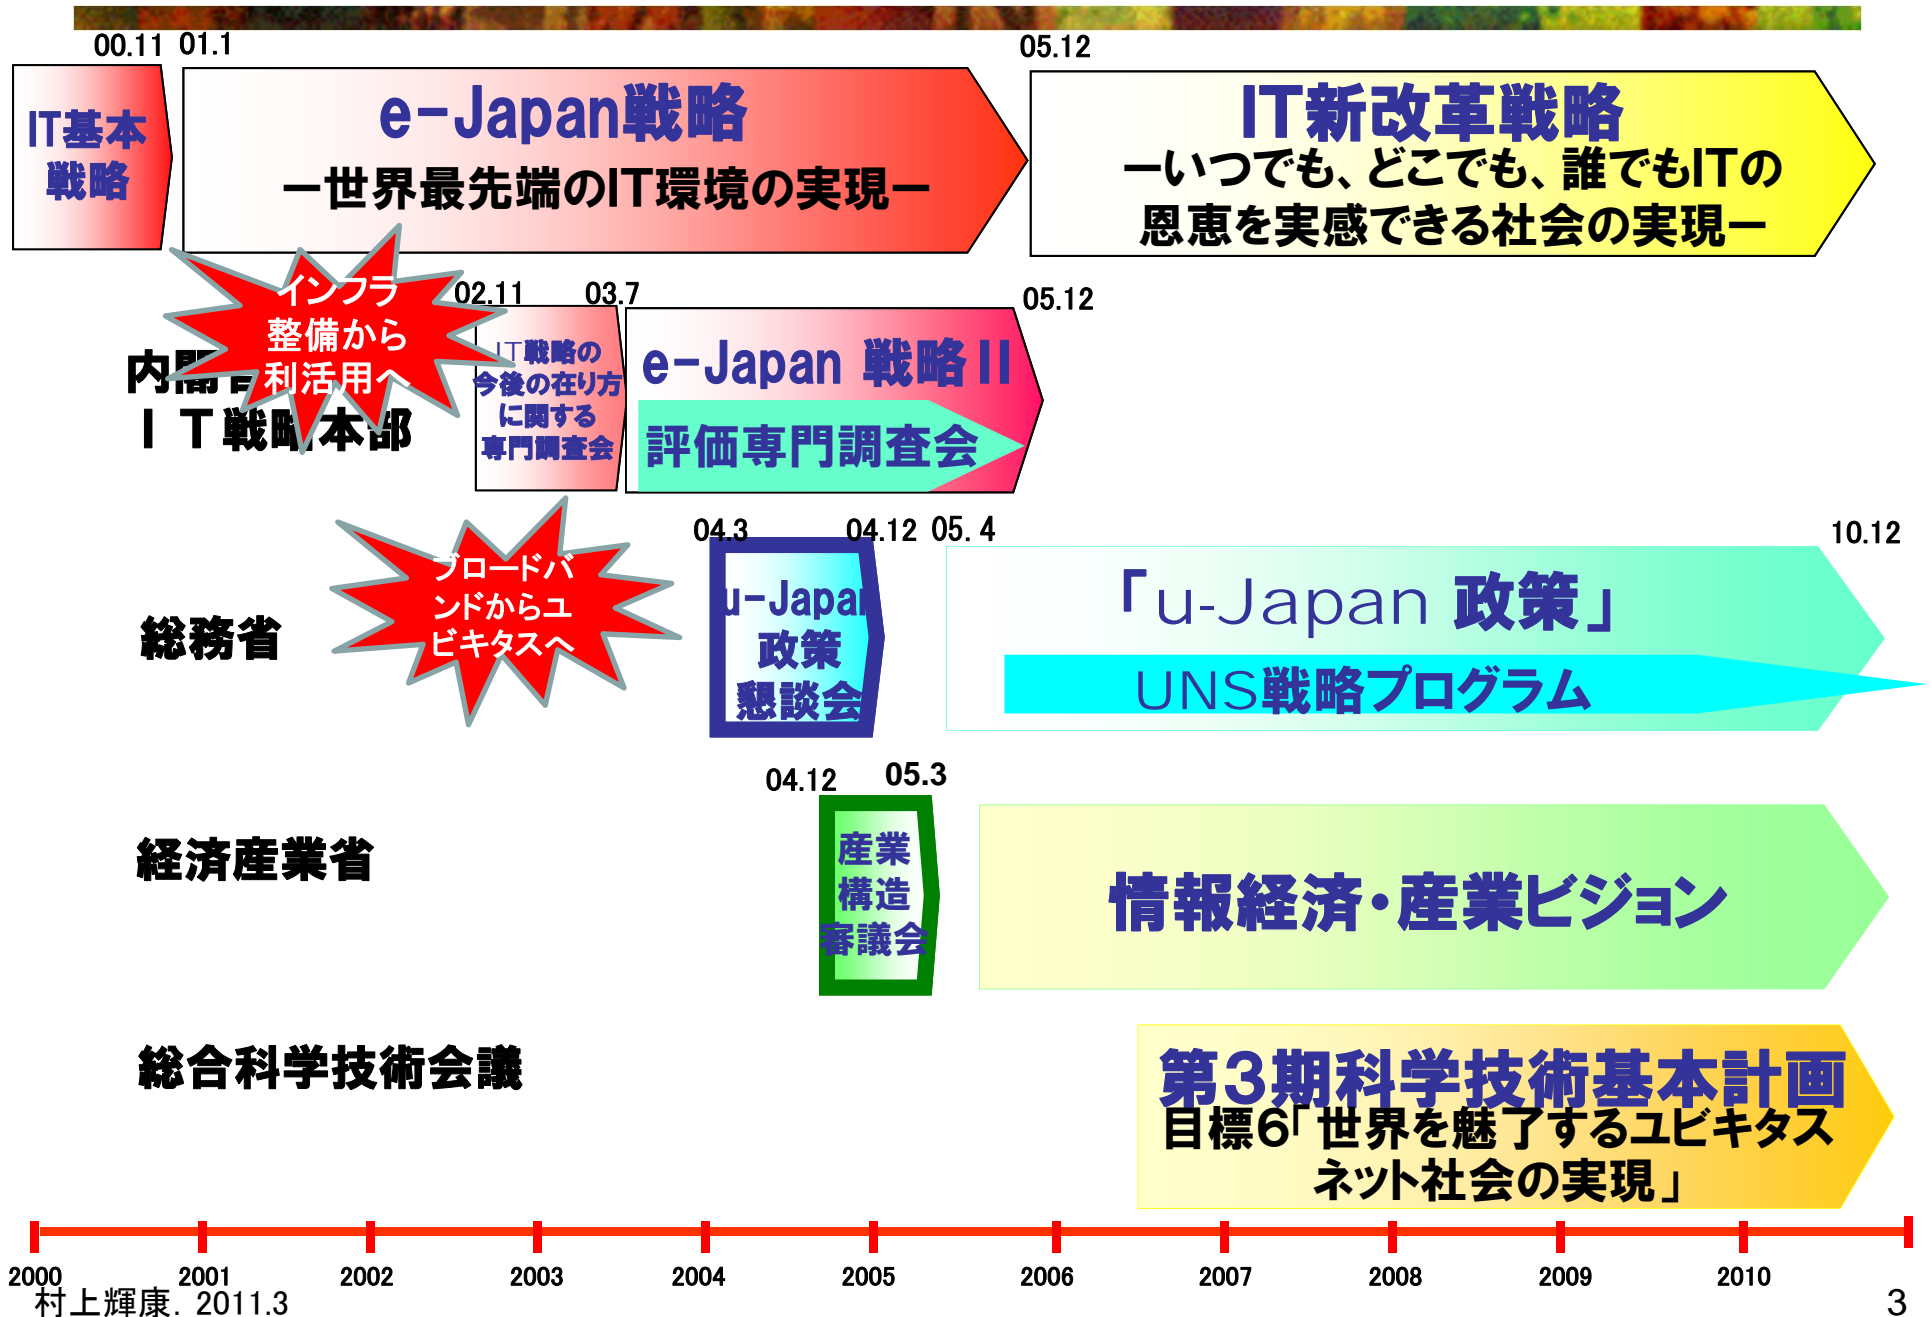 00.11
01.1
05.12
IT基本
戦略
e-Japan戦略
ー世界最先端のIT環境の実現ー
IT新改革戦略
ーいつでも、どこでも、誰でもITの
恩恵を実感できる社会の実現ー
インフラ
整備から
利活用へ
内閣官
IT戦略本部
02.11
03.7
05.12
IT戦略の
今後の在り方
に関する
専門調査会
e-Japan 戦略II
評価専門調査会
ブロードバ
ンドからユ
ビキタスへ
総務省
04.3
04.12
05.4
10.12
u-Japan
政策
懇談会
「u-Japan 政策」
UNS戦略プログラム
経済産業省
04.12
05.3
産業
構造
審議会
情報経済・産業ビジョン
総合科学技術会議
第3期科学技術基本計画
目標6「世界を魅了するユビキタス
ネット社会の実現」
2000 2001 2002 2003 2004 2005 2006 2007 2008 2009 2010
村上輝康. 2011.3
3